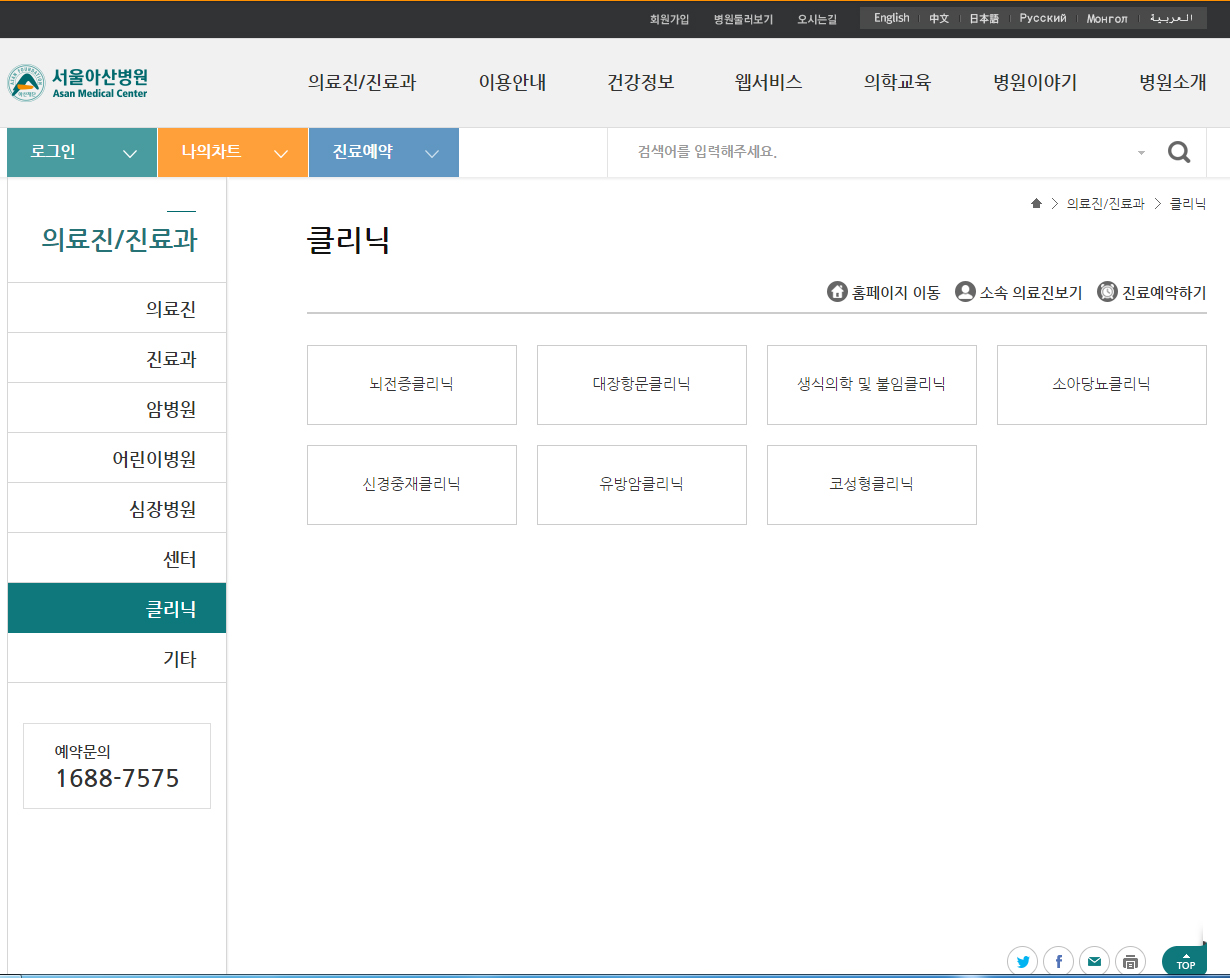 회원가입 병원둘러보기 오시는길 English 中文 日本語 Русский Монгол العربية
서울아산병원
Asan Medical Center
의료진/진료과 이용안내 건강정보 웹서비스 의학교육 병원이야기 병원소개
로그인 나의차트 진료예약 검색어를 입력해주세요.
의료진/진료과 클리닉
의료진/진료과
클리닉
홈페이지 이동 소속 의료진보기 진료예약하기
의료진
진료과
암병원
어린이병원
심장병원
센터
클리닉
기타
뇌전증클리닉 대장항문클리닉 생식의학 및 불임클리닉 소아당뇨클리닉
신경중재클리닉 유방암클리닉 코성형클리닉
예약문의
1688-7575
TOP